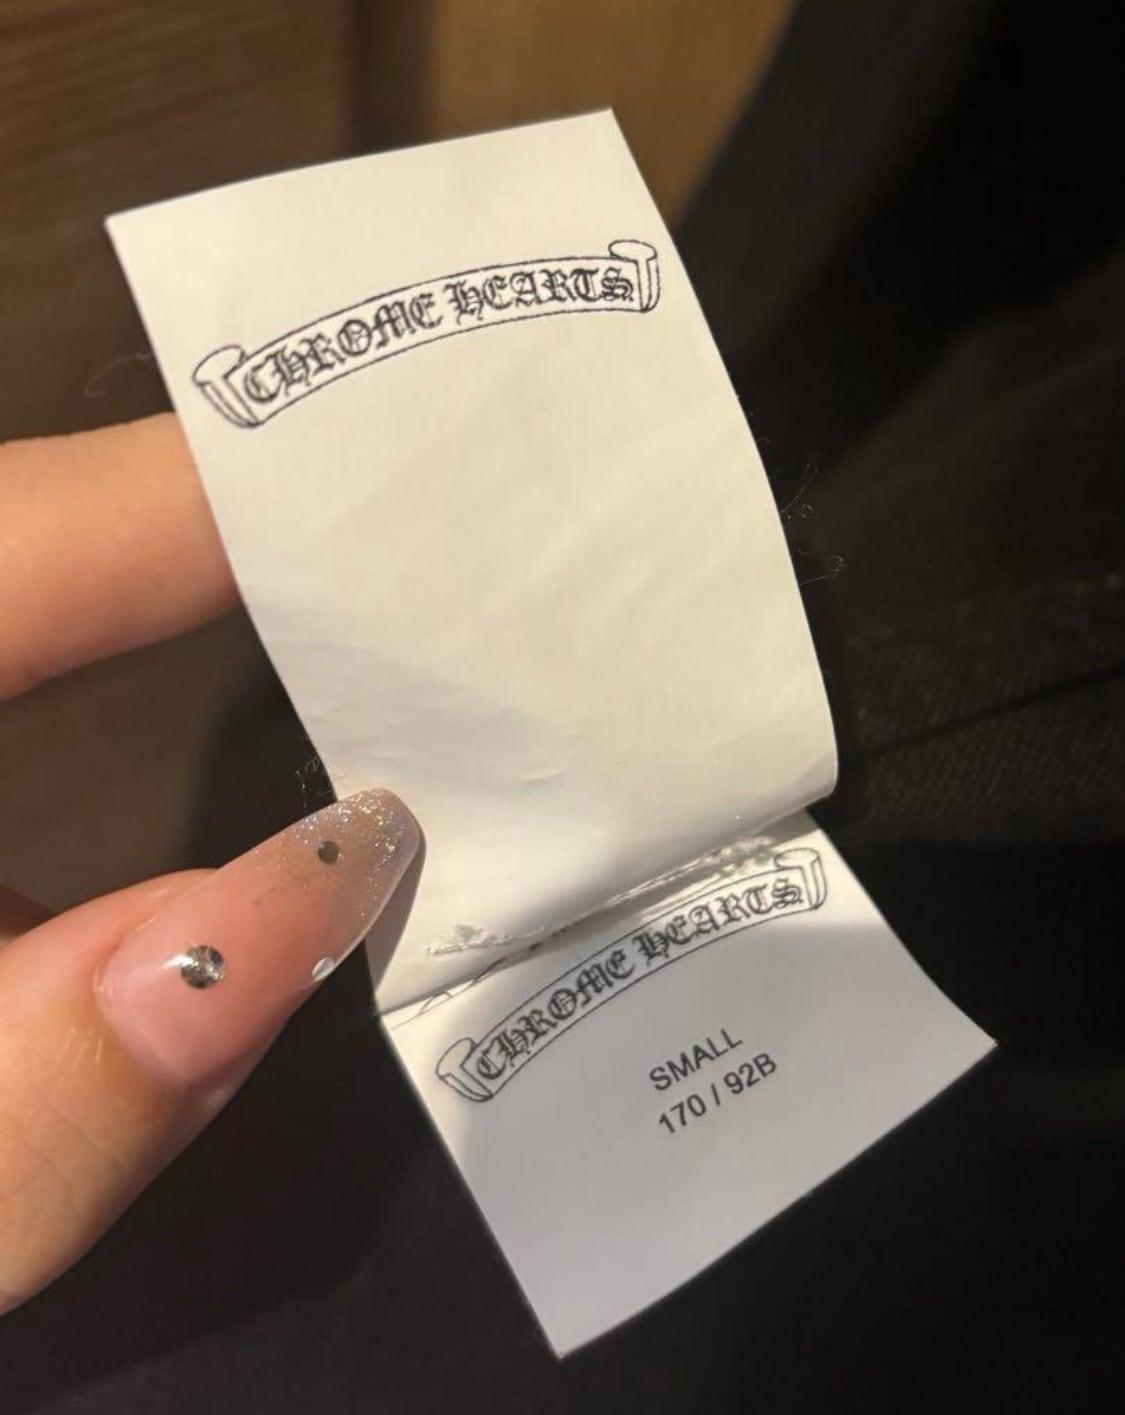 CHROME HEARTS
CHROME HEARTS
SMALL
170 / 92B